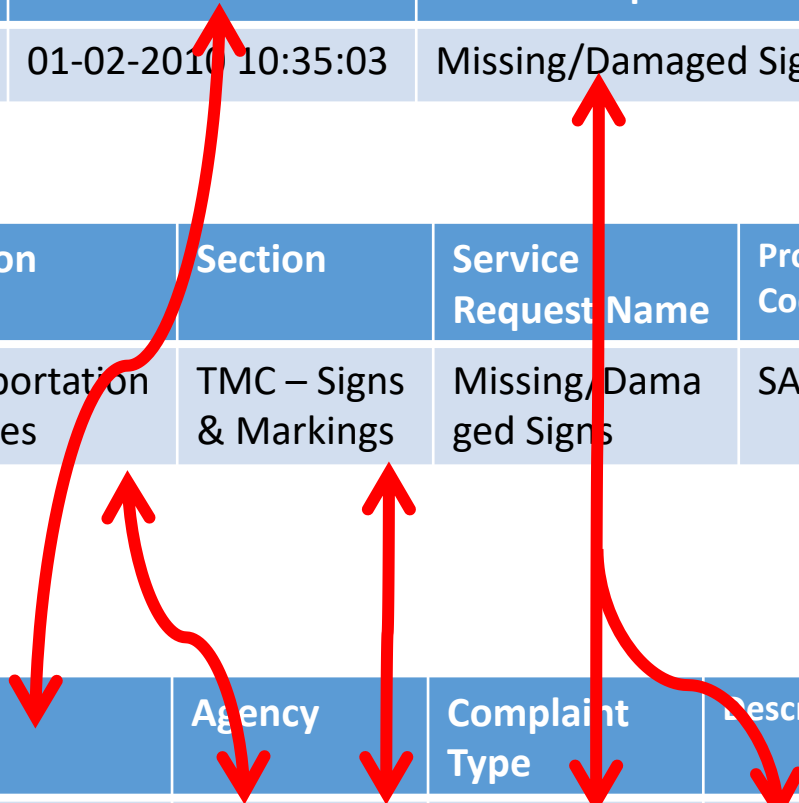 01-02-2010 10:35:03 Missing/Damaged Sig
on Section Service Pro
Request Name Co
portation TMC – Signs Missing/Dama SA
es & Markings ged Signs
Agency Complaint Descr
Type